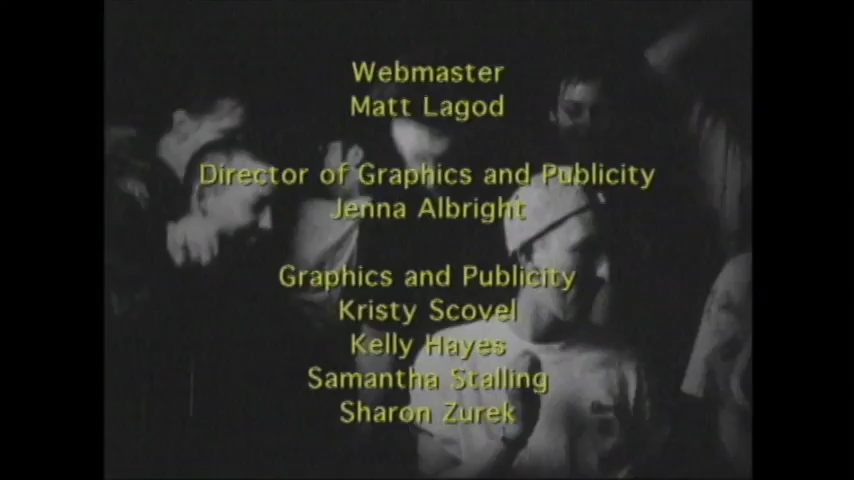 Webmaster
Matt Lagod
Director of Graphics and Publicity
Jenna Albright
Graphics and Publicity
Kristy Scovel
Kelly Hayes
Samantha Stalling
Sharon Zurek